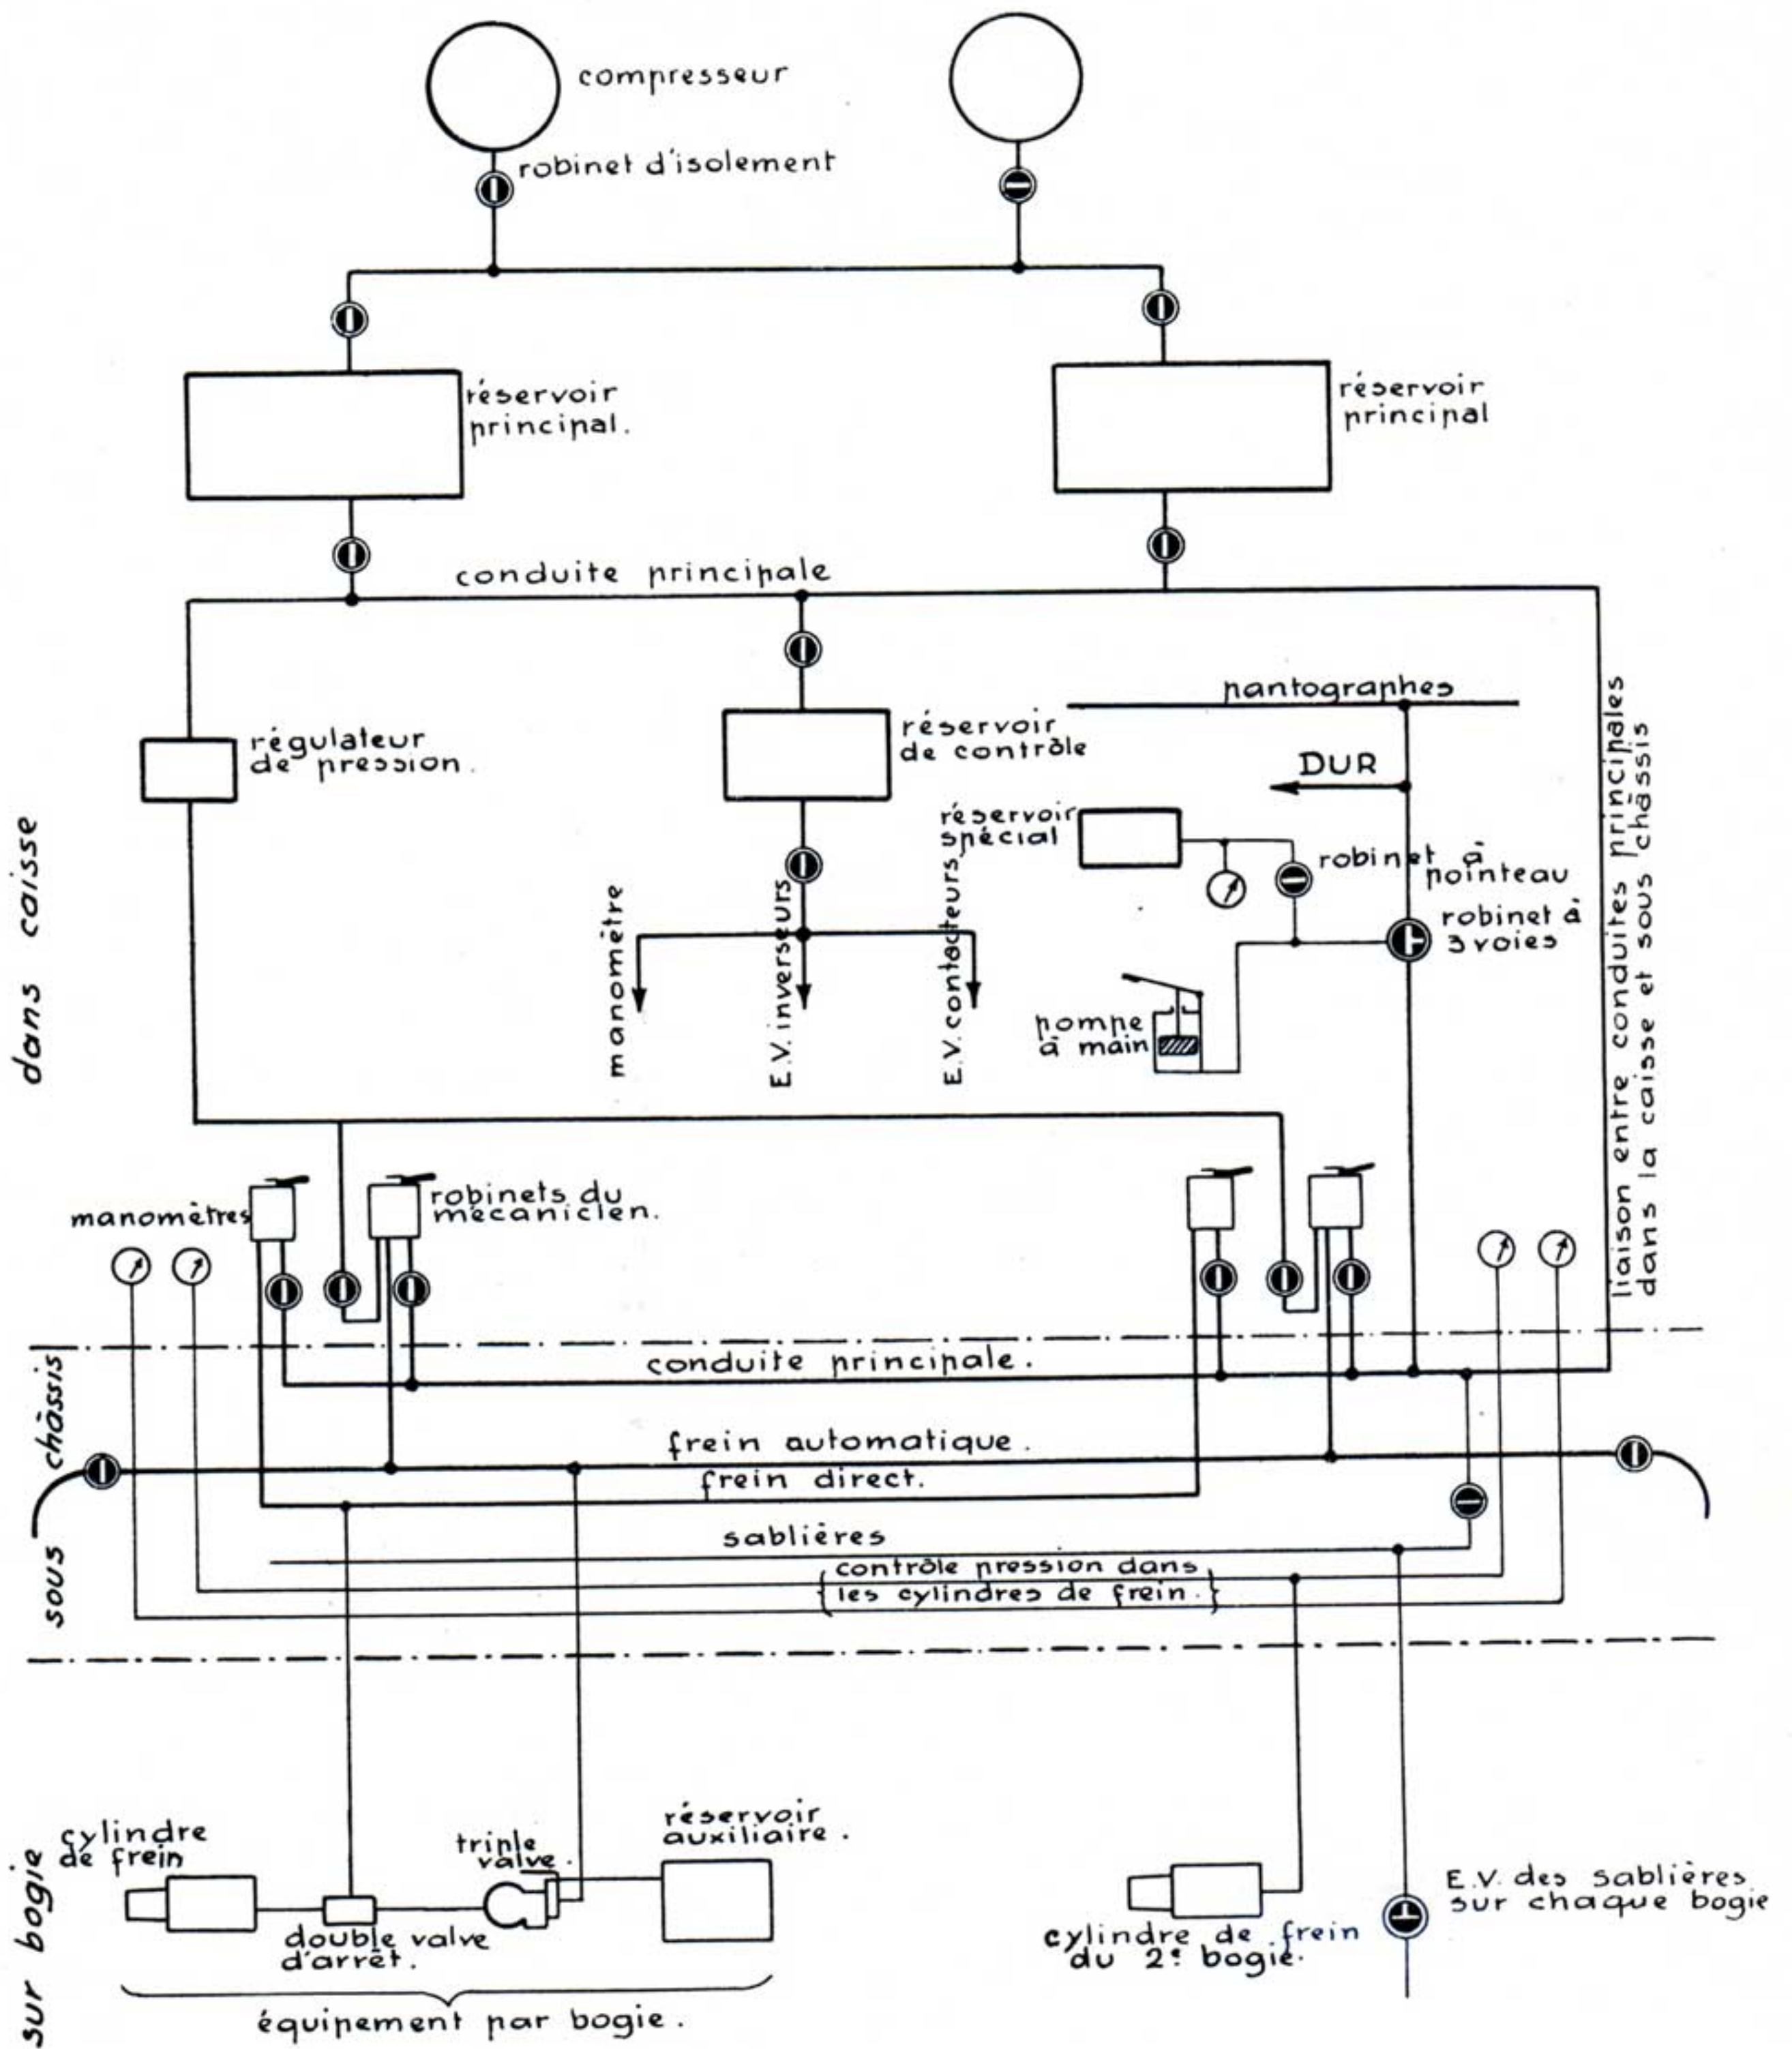 compresseur
robinet d'isolement
réservoir
principal.
réservoir
principal
conduite principale
pantographes
régulateur
de pression.
réservoir
de contrôle
DUR
réservoir
spécial
robinet à
pointeau
robinet à
3 voies
manomètre
E.V. inverseurs
E.V. contacteurs
pompe
à main
liaison entre conduites principales
dans la caisse et sous châssis
dans caisse
manomètres
robinets du
mécanicien.
conduite principale.
frein automatique.
frein direct.
sablières
contrôle pression dans
les cylindres de frein.
sous châssis
cylindre
de frein
triple
valve.
réservoir
auxiliaire.
double valve
d'arrêt.
équipement par bogie.
cylindre de frein
du 2e bogie.
E.V. des sablières
sur chaque bogie
sur bogie